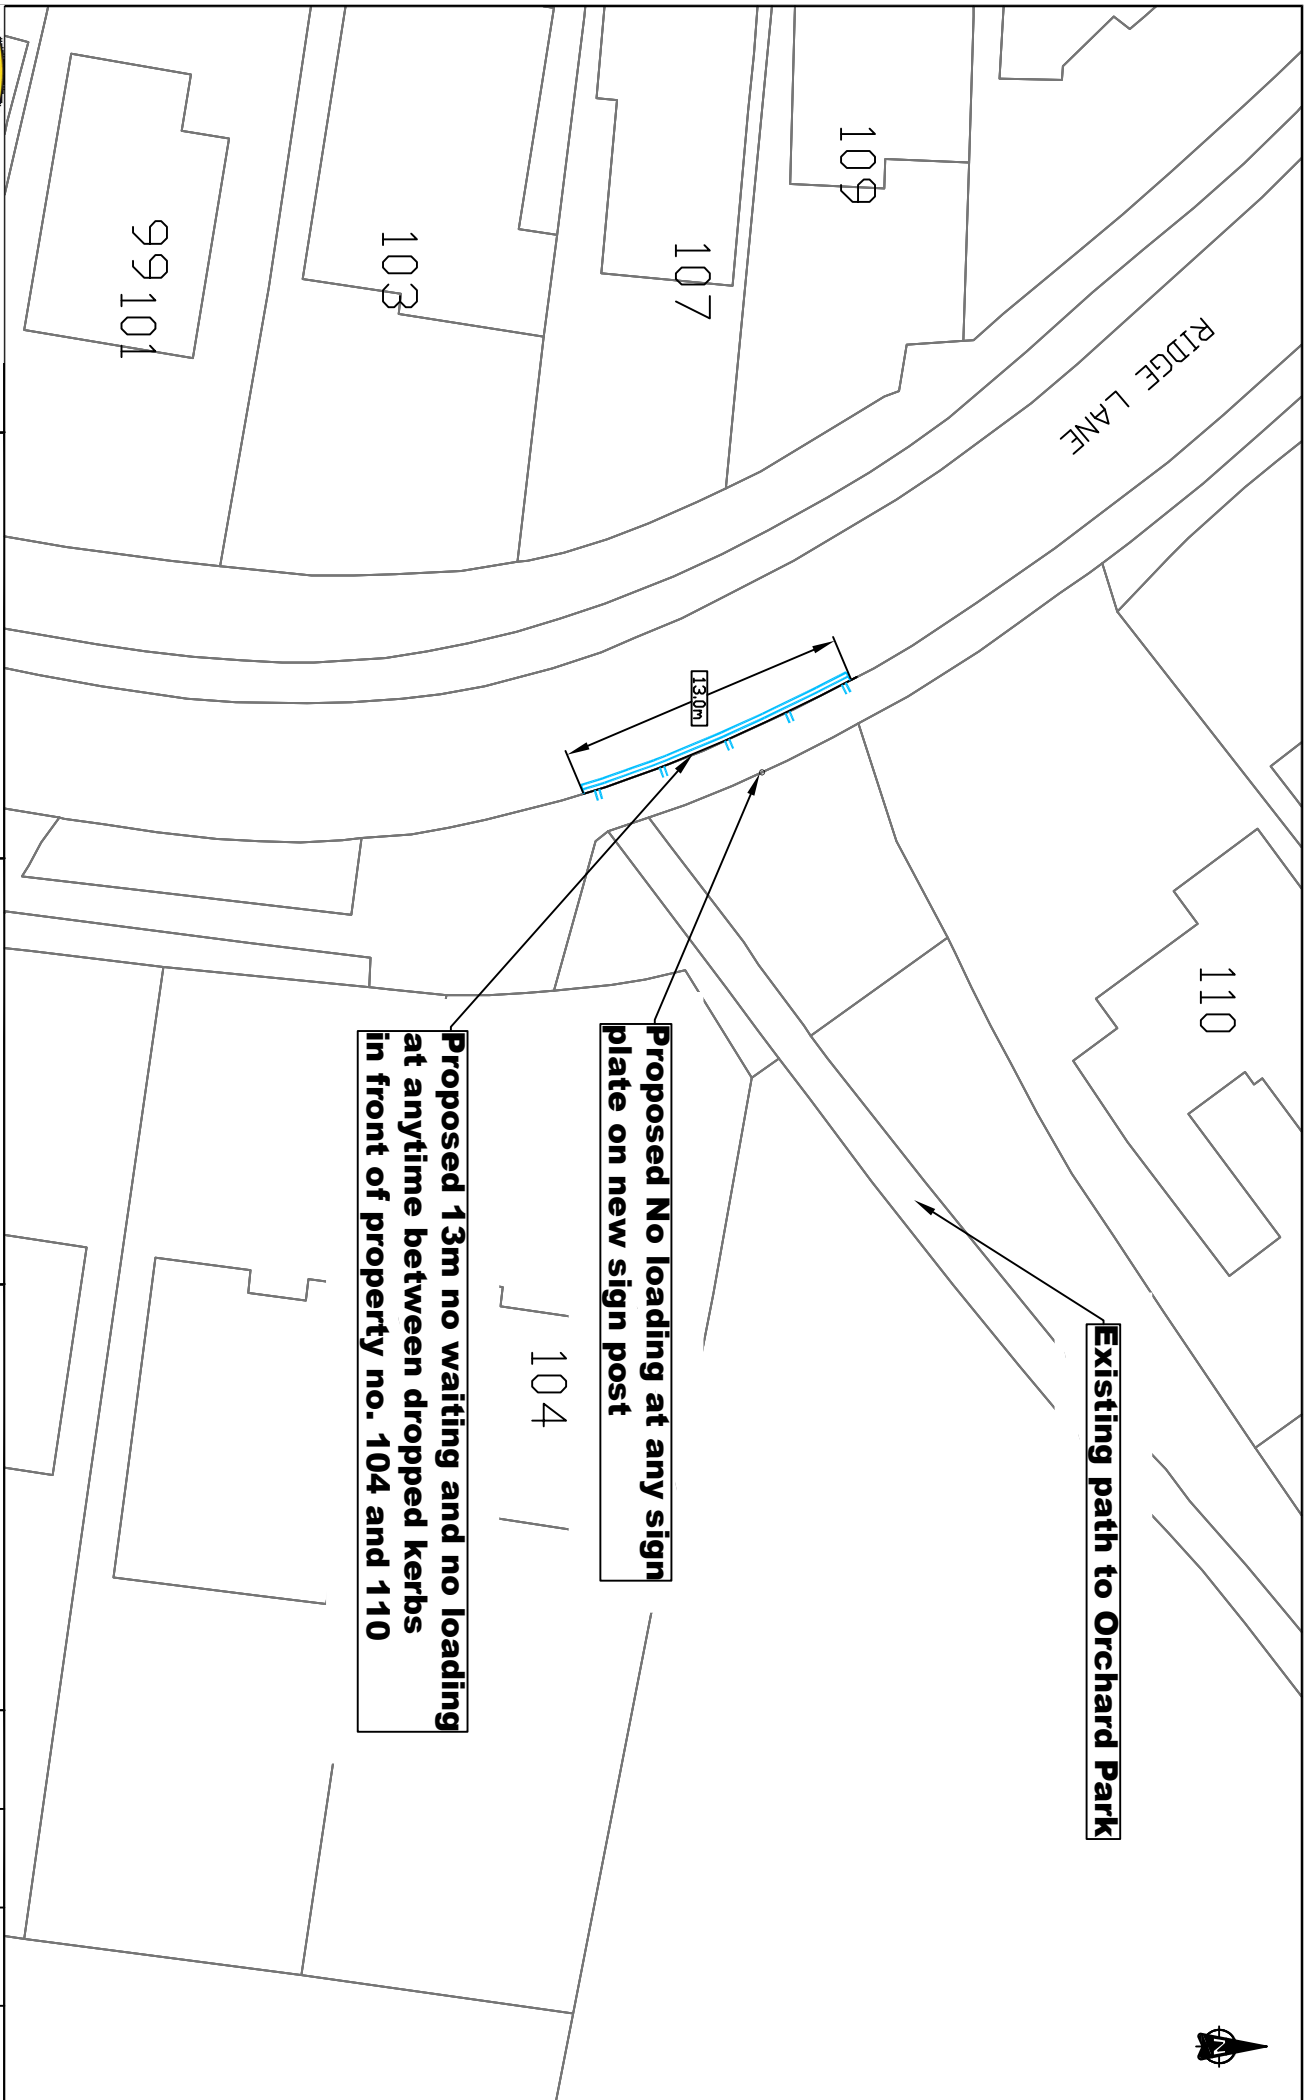 RIDGE LANE
109
107
103
99
101
110
104
13.0m
Existing path to Orchard Park
Proposed No loading at any sign
plate on new sign post
Proposed 13m no waiting and no loading
at anytime between dropped kerbs
in front of property no. 104 and 110
N